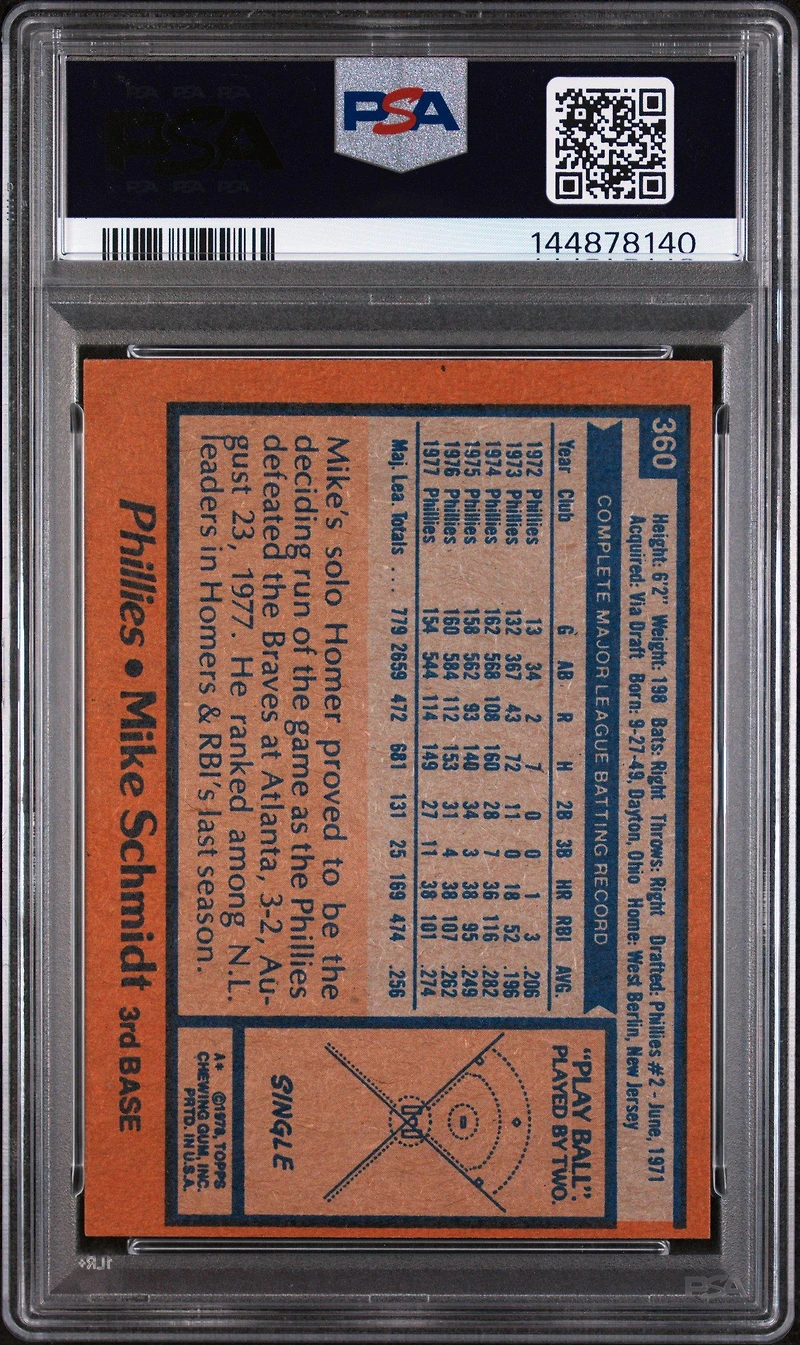 PSA
144878140
360
Height: 6'2" Weight: 198 Bats: Right Throws: Right Drafted: Phillies #2 - June, 1971
Acquired: Via Draft Born: 9-27-49, Dayton, Ohio Home: West Berlin, New Jersey
COMPLETE MAJOR LEAGUE BATTING RECORD
Year Club G AB R H 2B 3B HR RBI AVG.
1972 Phillies 13 34 2 7 0 0 1 3 .206
1973 Phillies 132 367 43 72 11 0 18 52 .196
1974 Phillies 162 568 108 160 28 7 36 116 .282
1975 Phillies 158 562 93 140 34 3 38 95 .249
1976 Phillies 160 584 112 153 31 4 38 107 .262
1977 Phillies 154 544 114 149 27 11 38 101 .274
Maj. Lea. Totals .... 779 2659 472 681 131 25 169 474 .256
Mike's solo Homer proved to be the
deciding run of the game as the Phillies
defeated the Braves at Atlanta, 3-2, Au-
gust 23, 1977. He ranked among N.L.
leaders in Homers & RBI's last season.
"PLAY BALL"
PLAYED BY TWO.
SINGLE
A* ©1978, TOPPS
CHEWING GUM, INC.
PRTD. IN U.S.A.
Phillies • Mike Schmidt 3rd BASE
1LR+
PSA